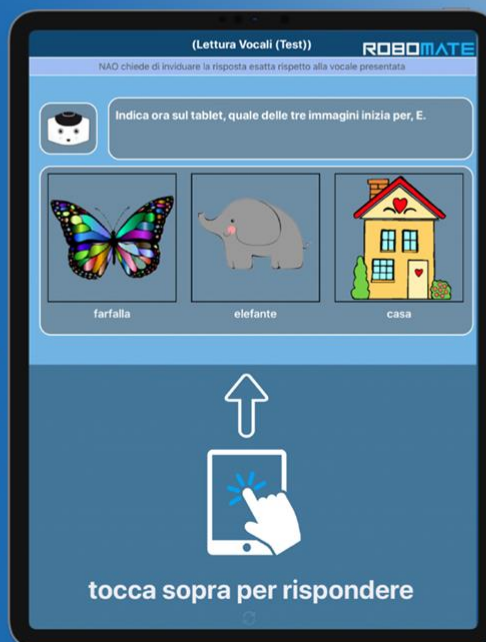 (Lettura Vocali (Test))
ROBOMATE
NAO chiede di inviduare la risposta esatta rispetto alla vocale presentata
Indica ora sul tablet, quale delle tre immagini inizia per, E.
farfalla
elefante
casa
tocca sopra per rispondere